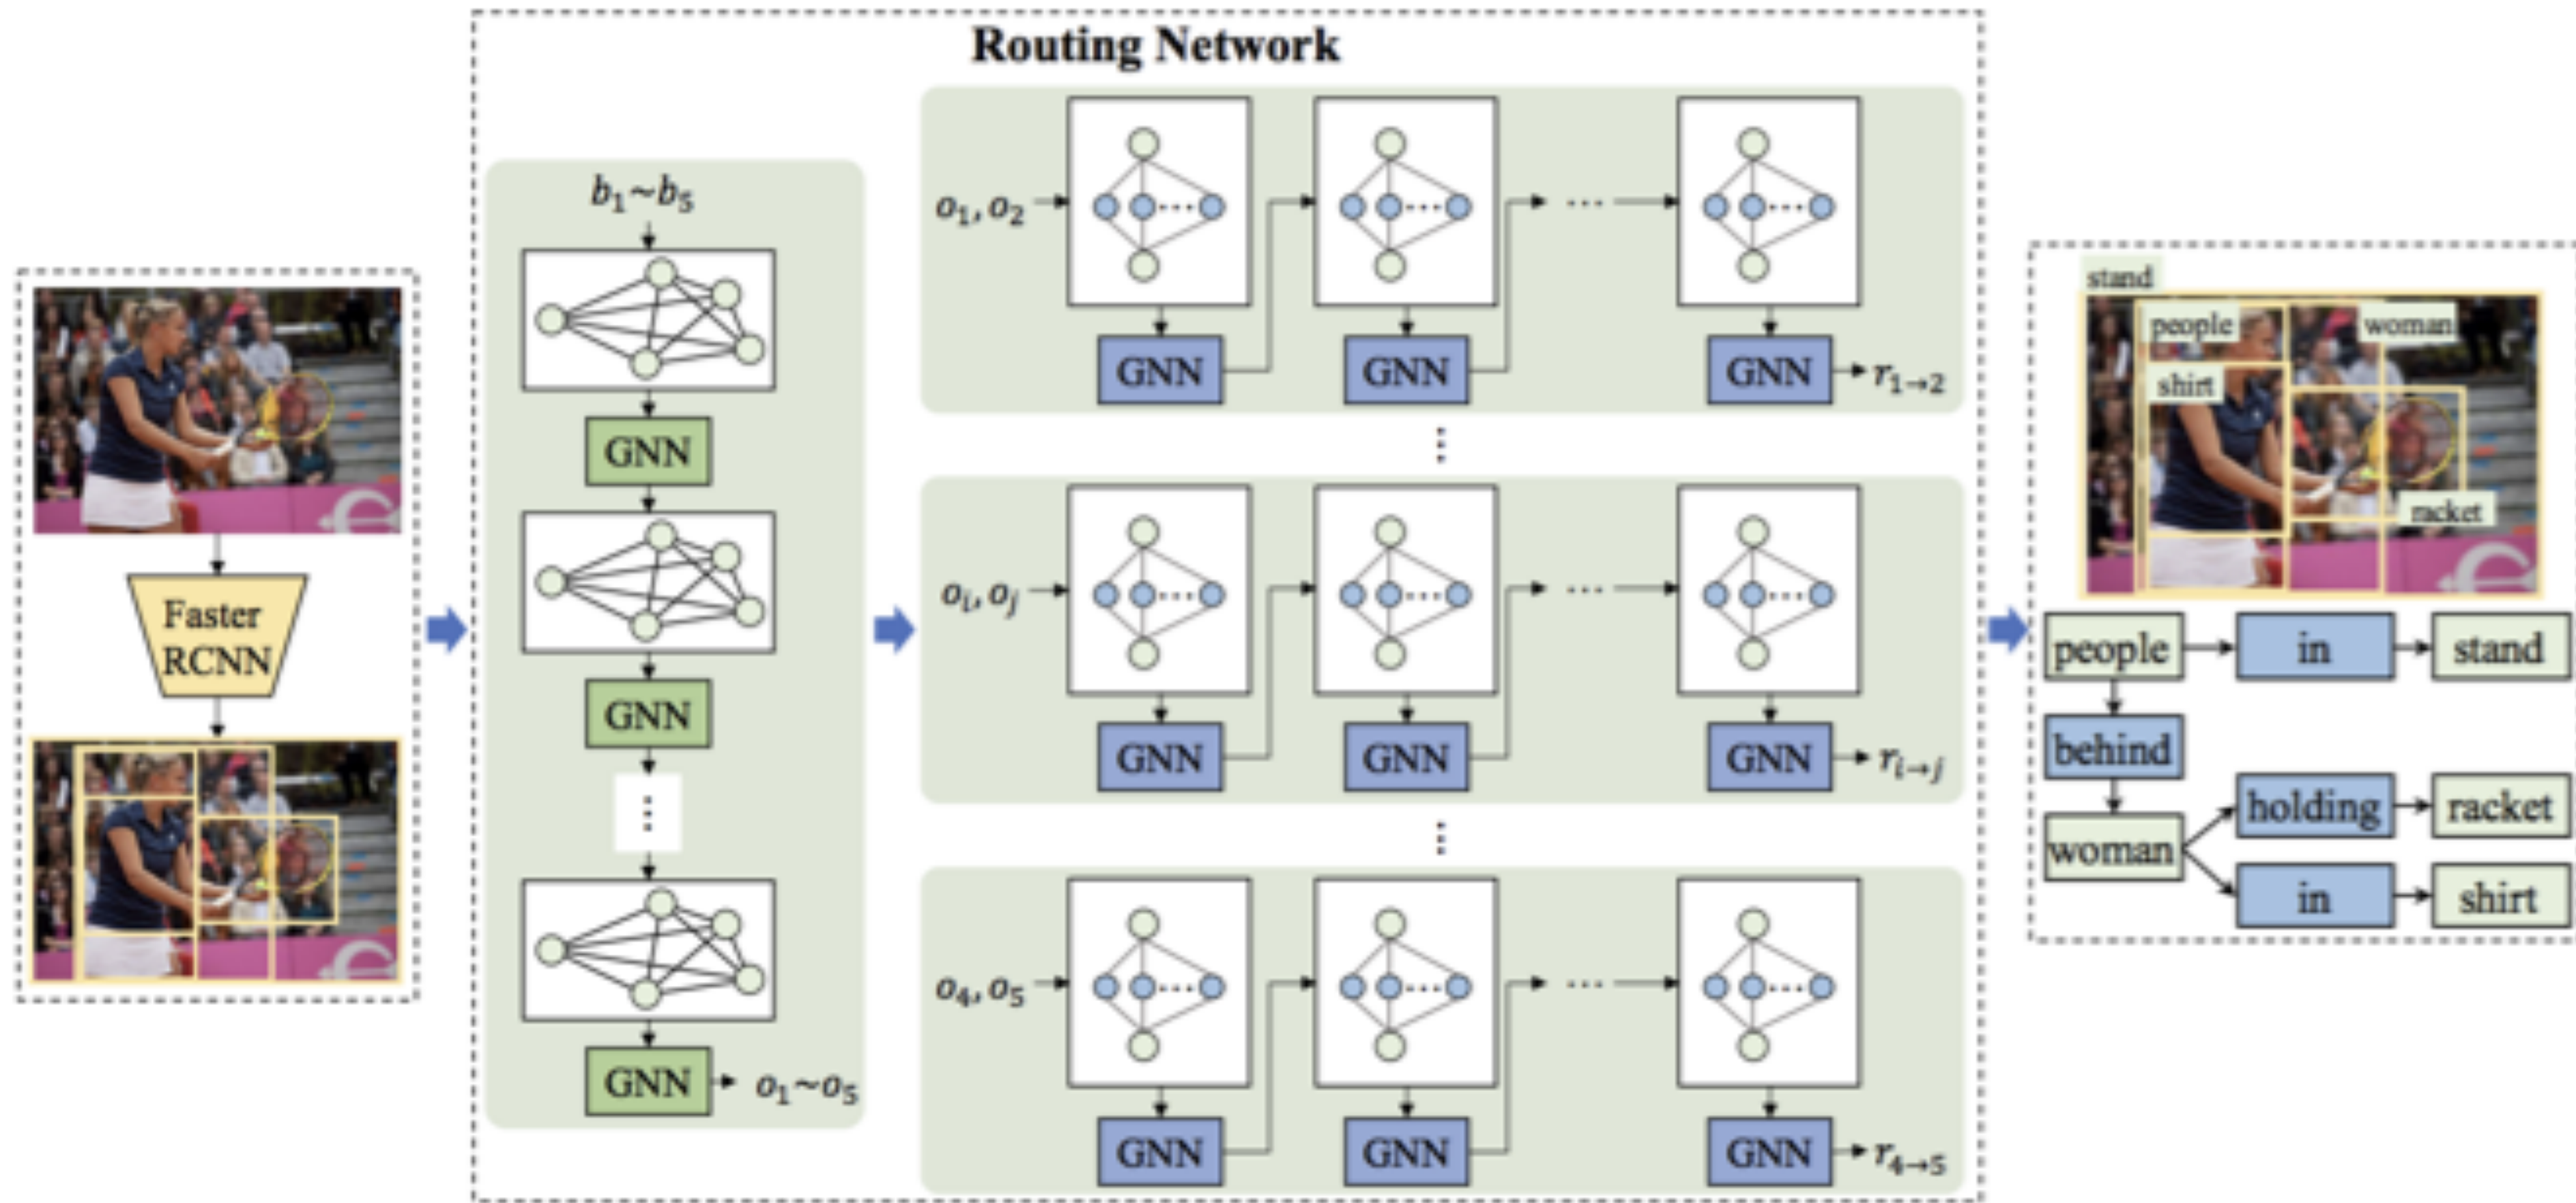 Routing Network
Faster
RCNN
b₁~b₅
GNN
GNN
⋮
GNN
o₁~o₅
o₁, o₂
...
...
...
...
GNN
GNN
GNN
r₁→₂
⋮
oᵢ, oⱼ
...
...
...
...
GNN
GNN
GNN
rᵢ→ⱼ
⋮
o₄, o₅
...
...
...
...
GNN
GNN
GNN
r₄→₅
stand
people
woman
shirt
racket
people
in
stand
behind
holding
racket
woman
in
shirt